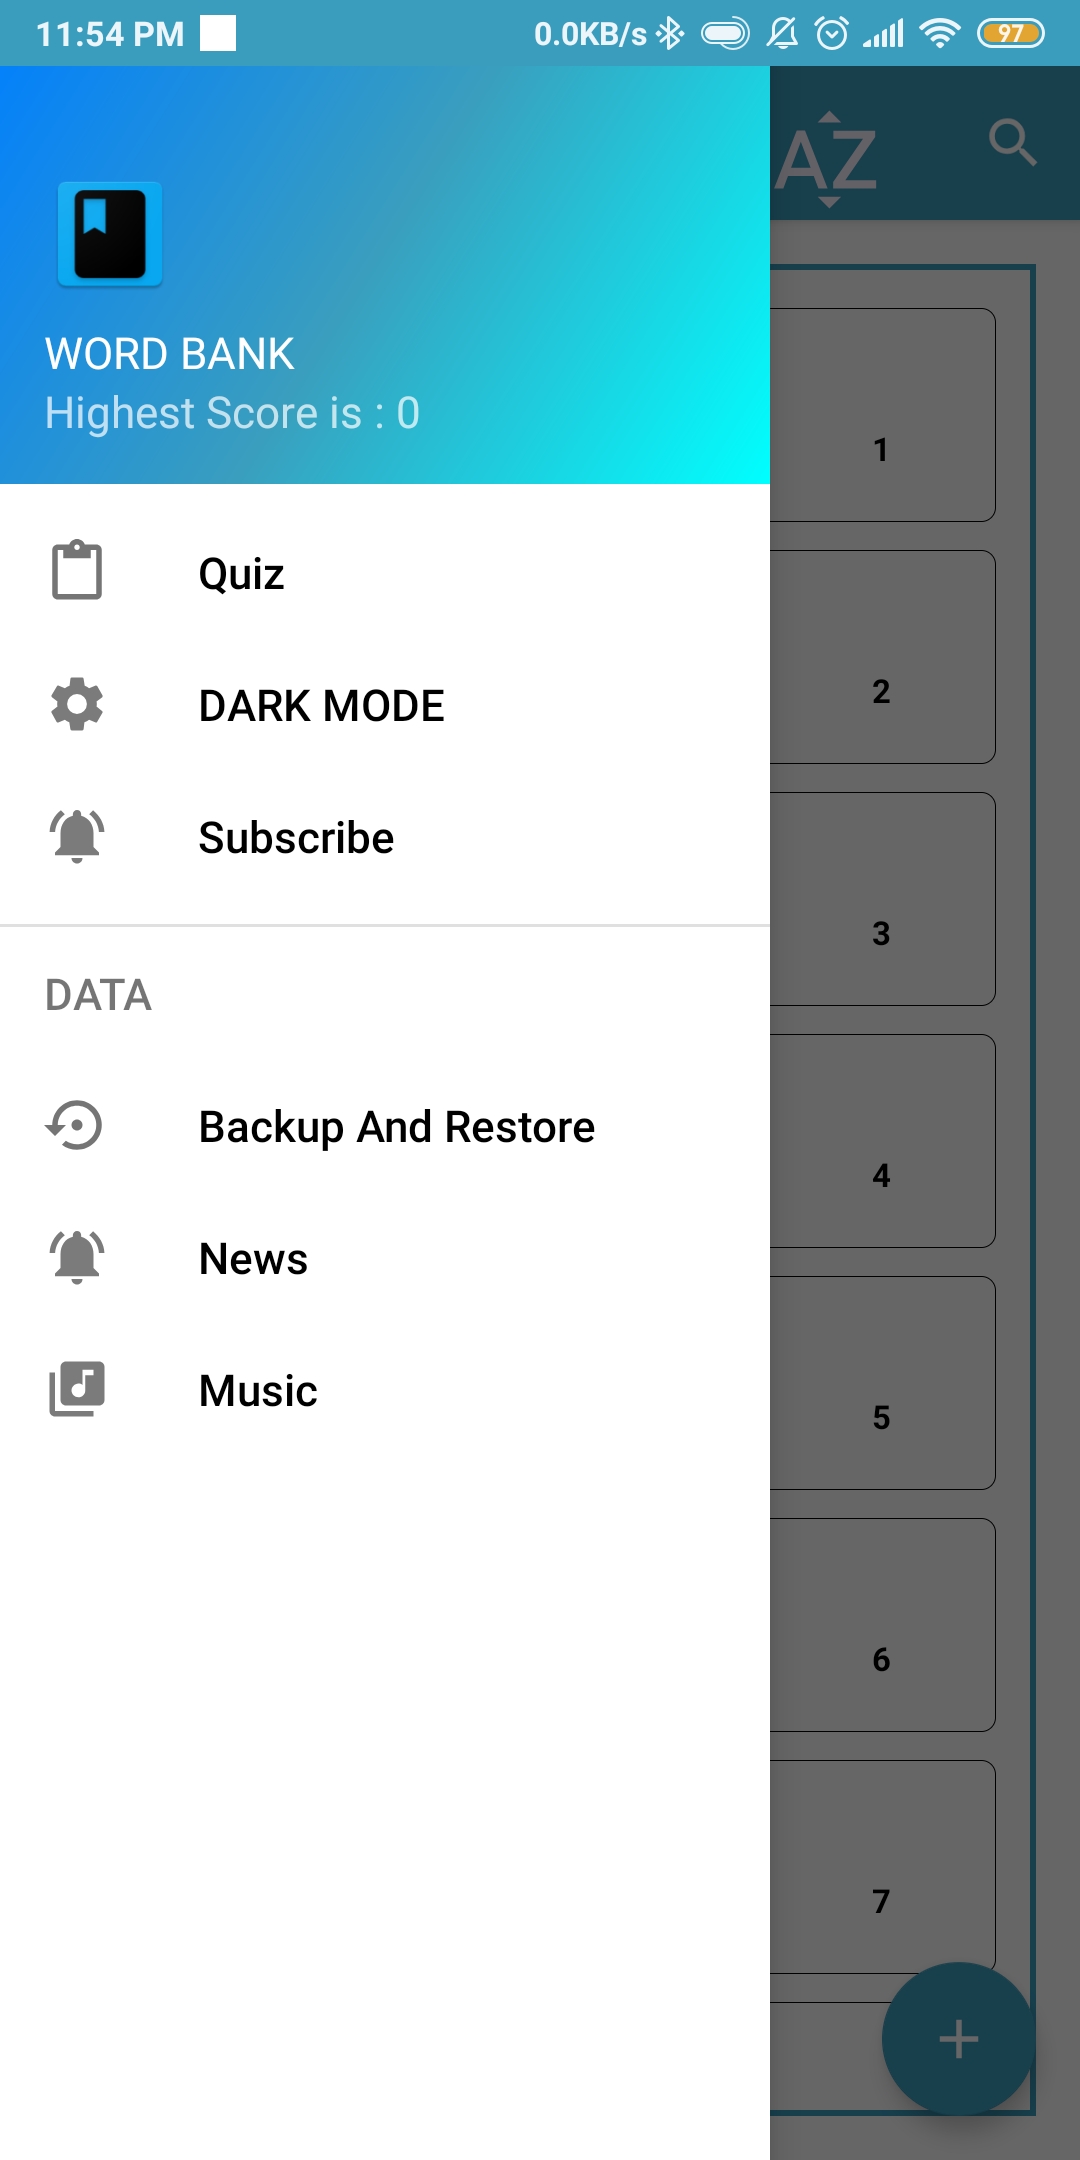 11:54 PM 0.0KB/s 97
AZ
WORD BANK
Highest Score is : 0
Quiz
DARK MODE
Subscribe
DATA
Backup And Restore
News
Music
1
2
3
4
5
6
7